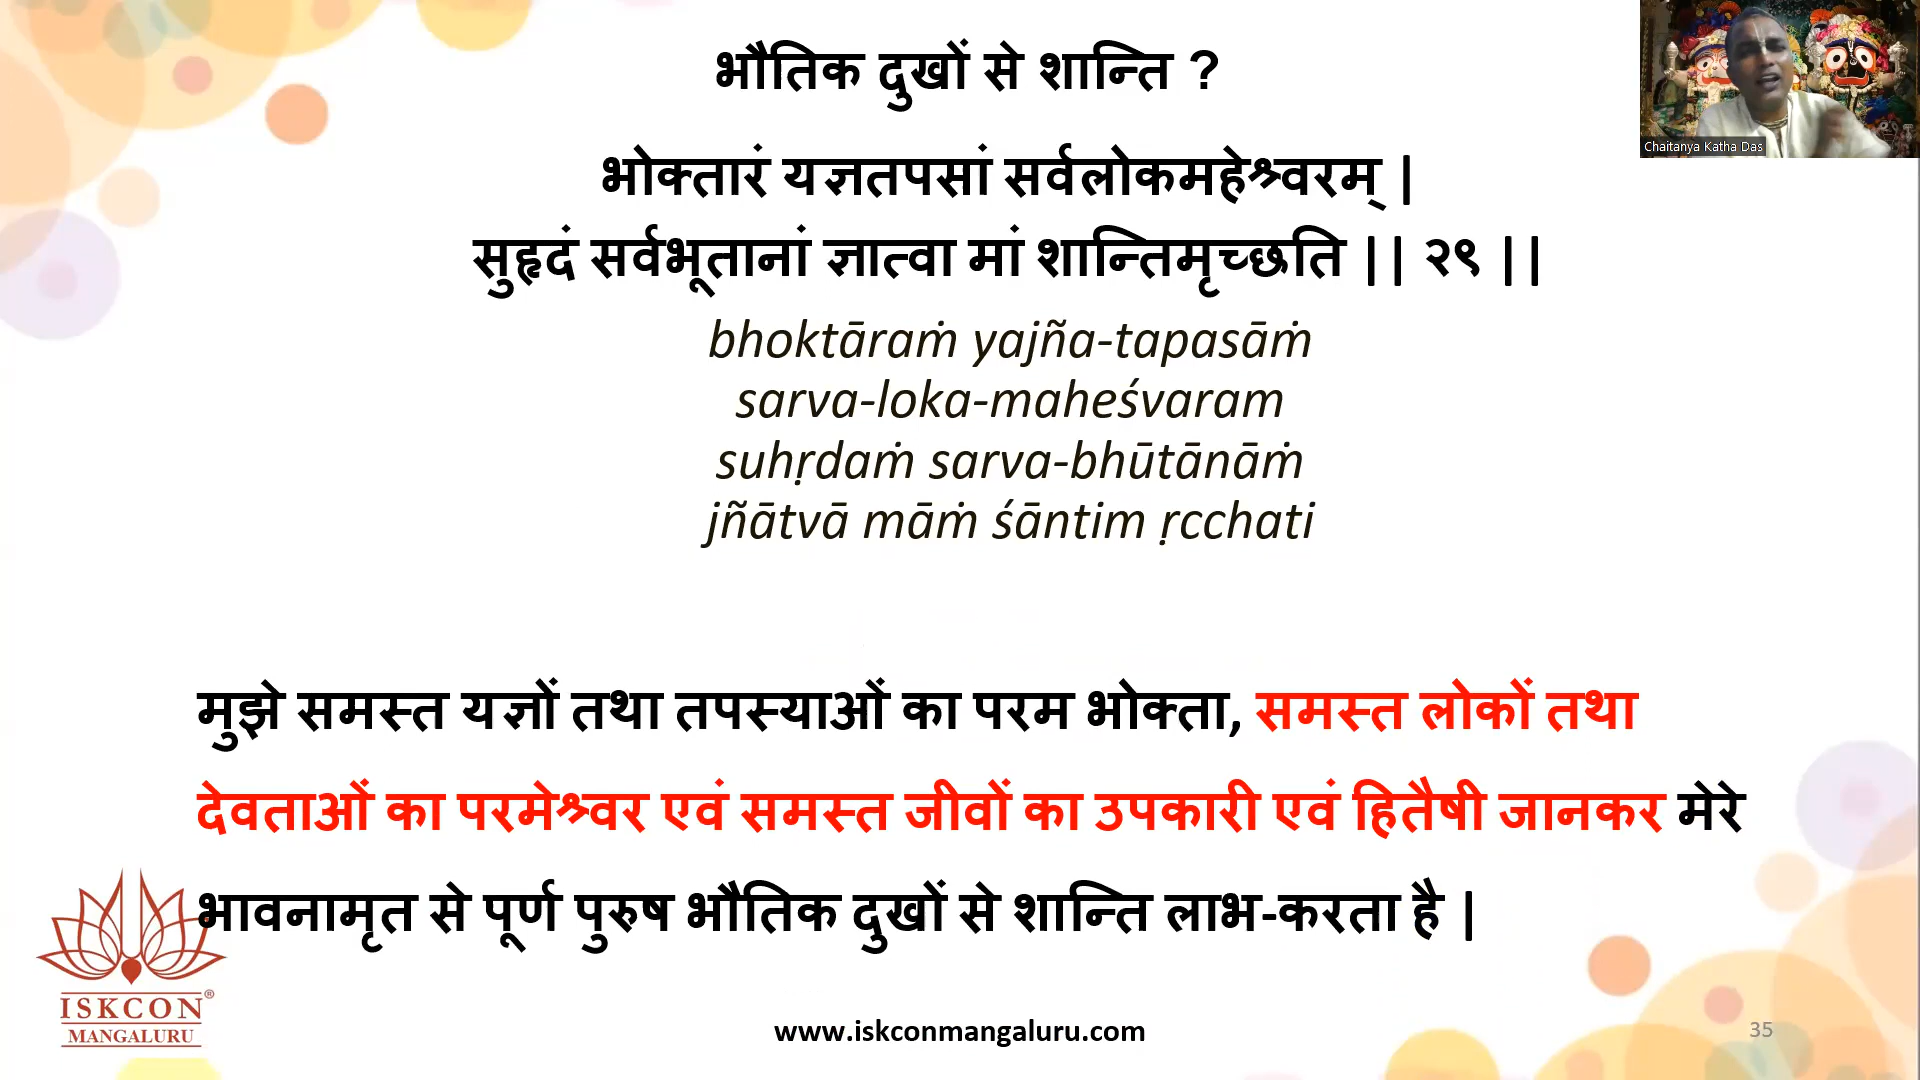 भौतिक दुखों से शान्ति ?
Chaitanya Katha Das
भोक्तारं यज्ञतपसां सर्वलोकमहेश्र्वरम् |
सुहृदं सर्वभूतानां ज्ञात्वा मां शान्तिमृच्छति || २९ ||
bhoktāraṁ yajña-tapasāṁ
sarva-loka-maheśvaram
suhṛdaṁ sarva-bhūtānāṁ
jñātvā māṁ śāntim ṛcchati
मुझे समस्त यज्ञों तथा तपस्याओं का परम भोक्ता, समस्त लोकों तथा
देवताओं का परमेश्र्वर एवं समस्त जीवों का उपकारी एवं हितैषी जानकर मेरे
भावनामृत से पूर्ण पुरुष भौतिक दुखों से शान्ति लाभ-करता है |
ISKCON®
MANGALURU
www.iskconmangaluru.com
35